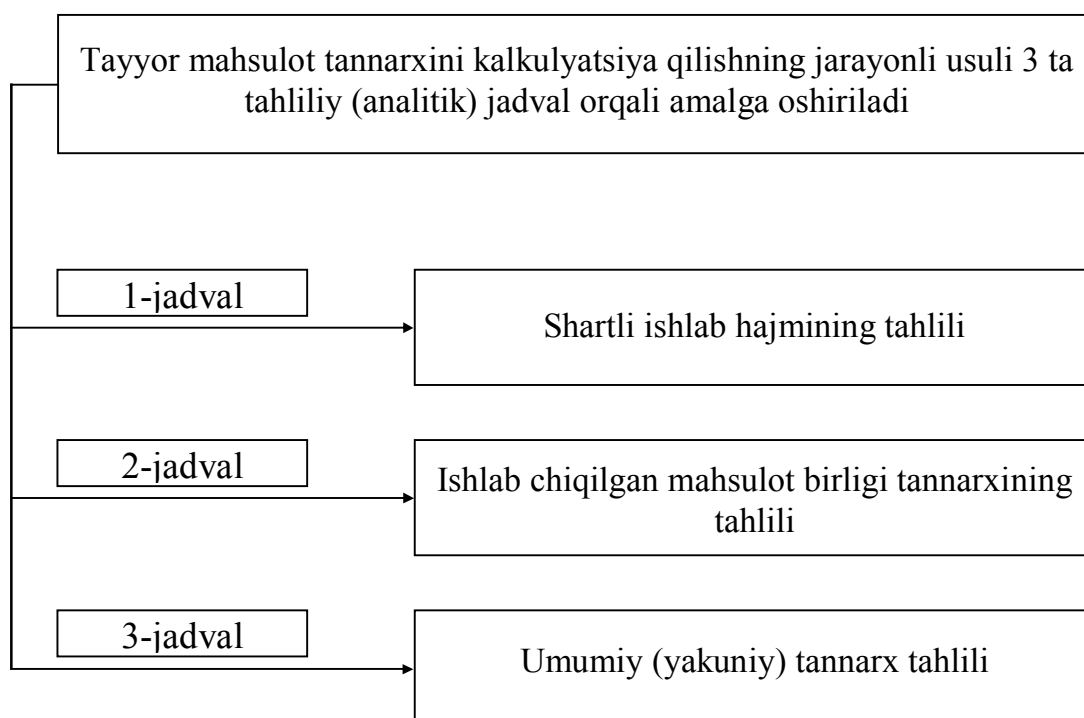 Tayyor mahsulot tannarxini kalkulyatsiya qilishning jarayonli usuli 3 ta
tahliliy (analitik) jadval orqali amalga oshiriladi
1-jadval
Shartli ishlab hajmining tahlili
2-jadval
Ishlab chiqilgan mahsulot birligi tannarxining
tahlili
3-jadval
Umumiy (yakuniy) tannarx tahlili